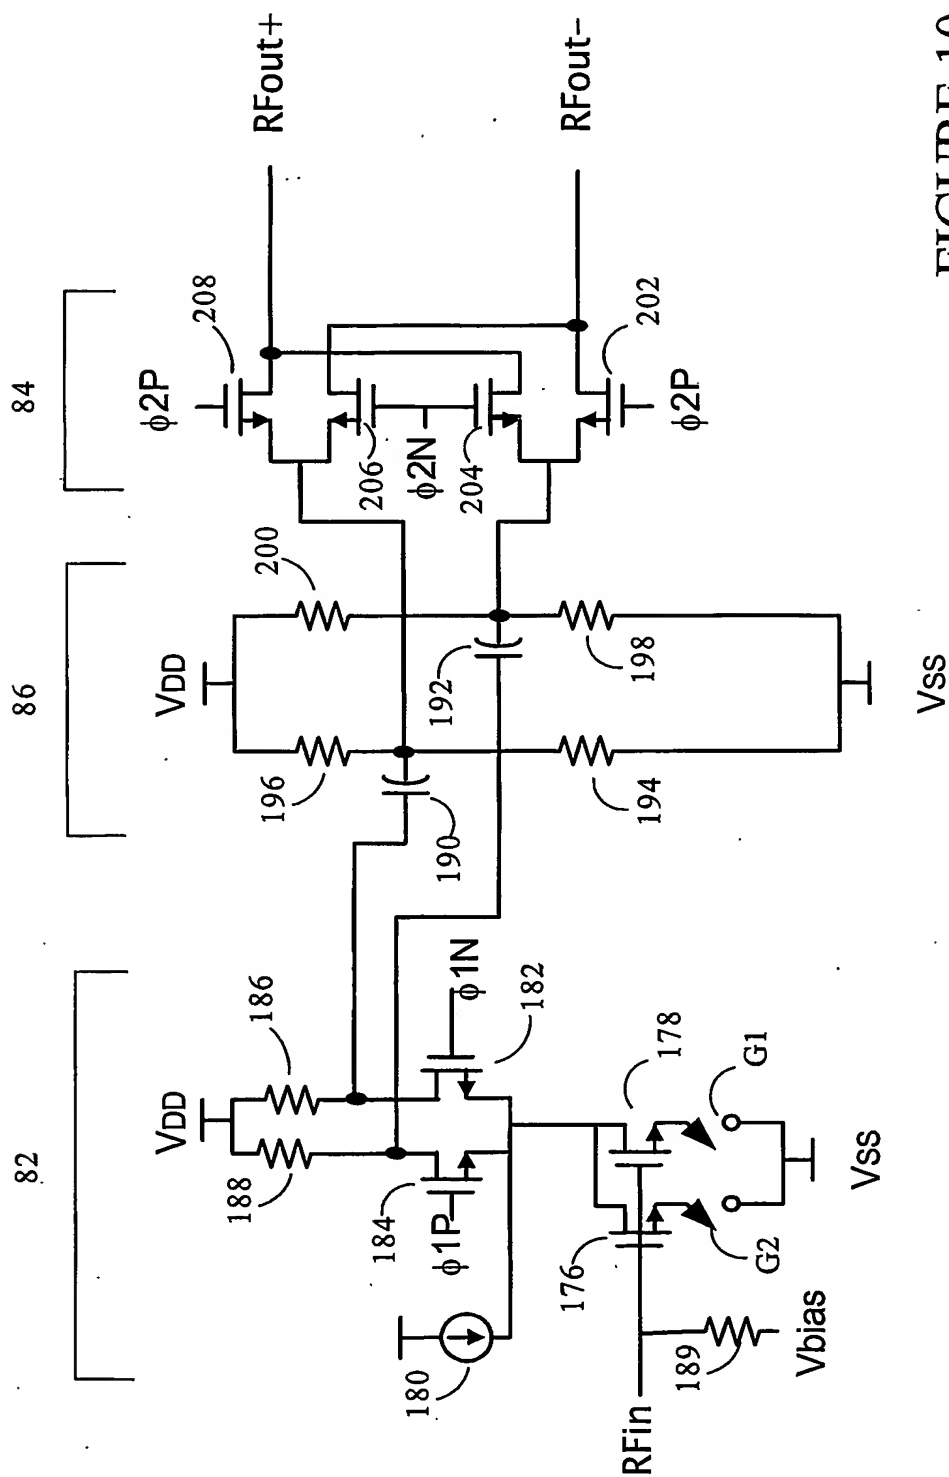 82
86
84
VDD
188
186
184
ϕ1P
ϕ1N
182
180
176
178
G2
G1
189
Vbias
RFin
Vss
VDD
196
200
190
192
194
198
Vss
ϕ2P
208
206
ϕ2N
204
ϕ2P
202
RFout+
RFout-
FIGURE 10